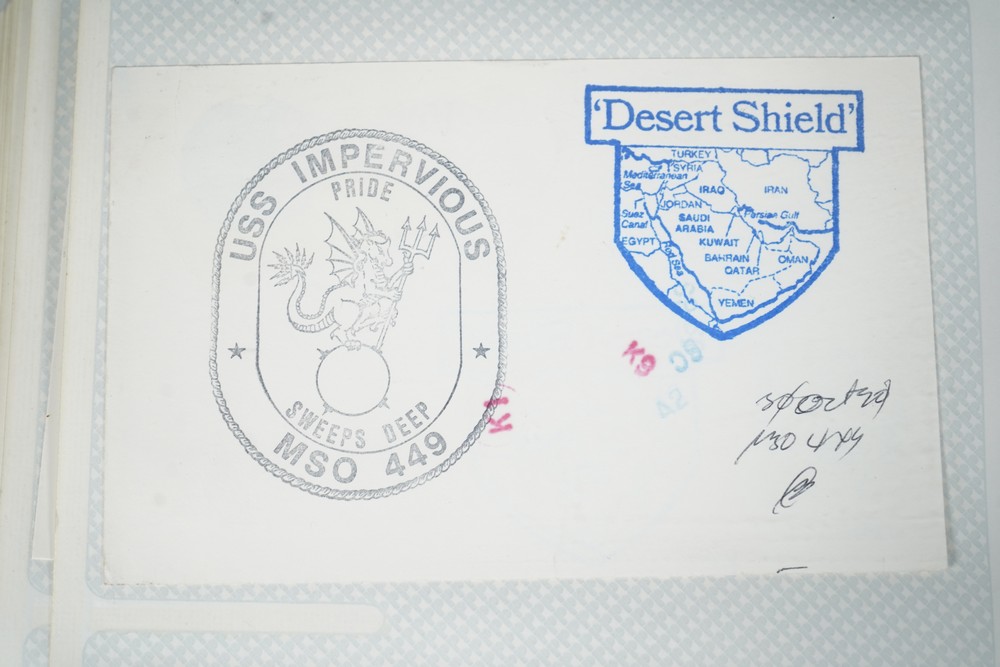 USS IMPERVIOUS
PRIDE
SWEEPS DEEP
MSO 449
'Desert Shield'
TURKEY
SYRIA
Mediterranean
Sea
IRAQ
IRAN
JORDAN
Suez
Canal
SAUDI
ARABIA
Persian Gulf
EGYPT
KUWAIT
Red Sea
BAHRAIN
OMAN
QATAR
YEMEN
K9